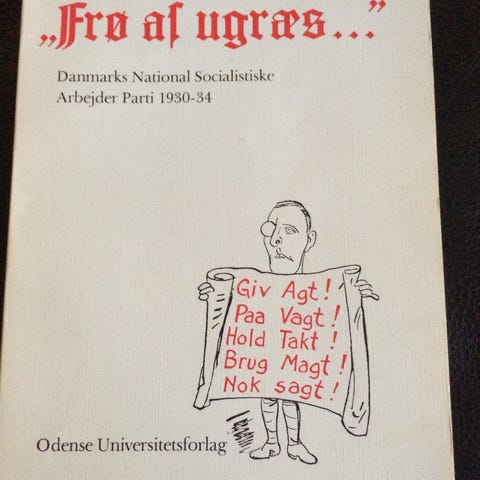 „Frø af ugræs..."
Danmarks National Socialistiske
Arbejder Parti 1930-34
Giv Agt!
Paa Vagt!
Hold Takt!
Brug Magt!
Nok sagt!
Odense Universitetsforlag